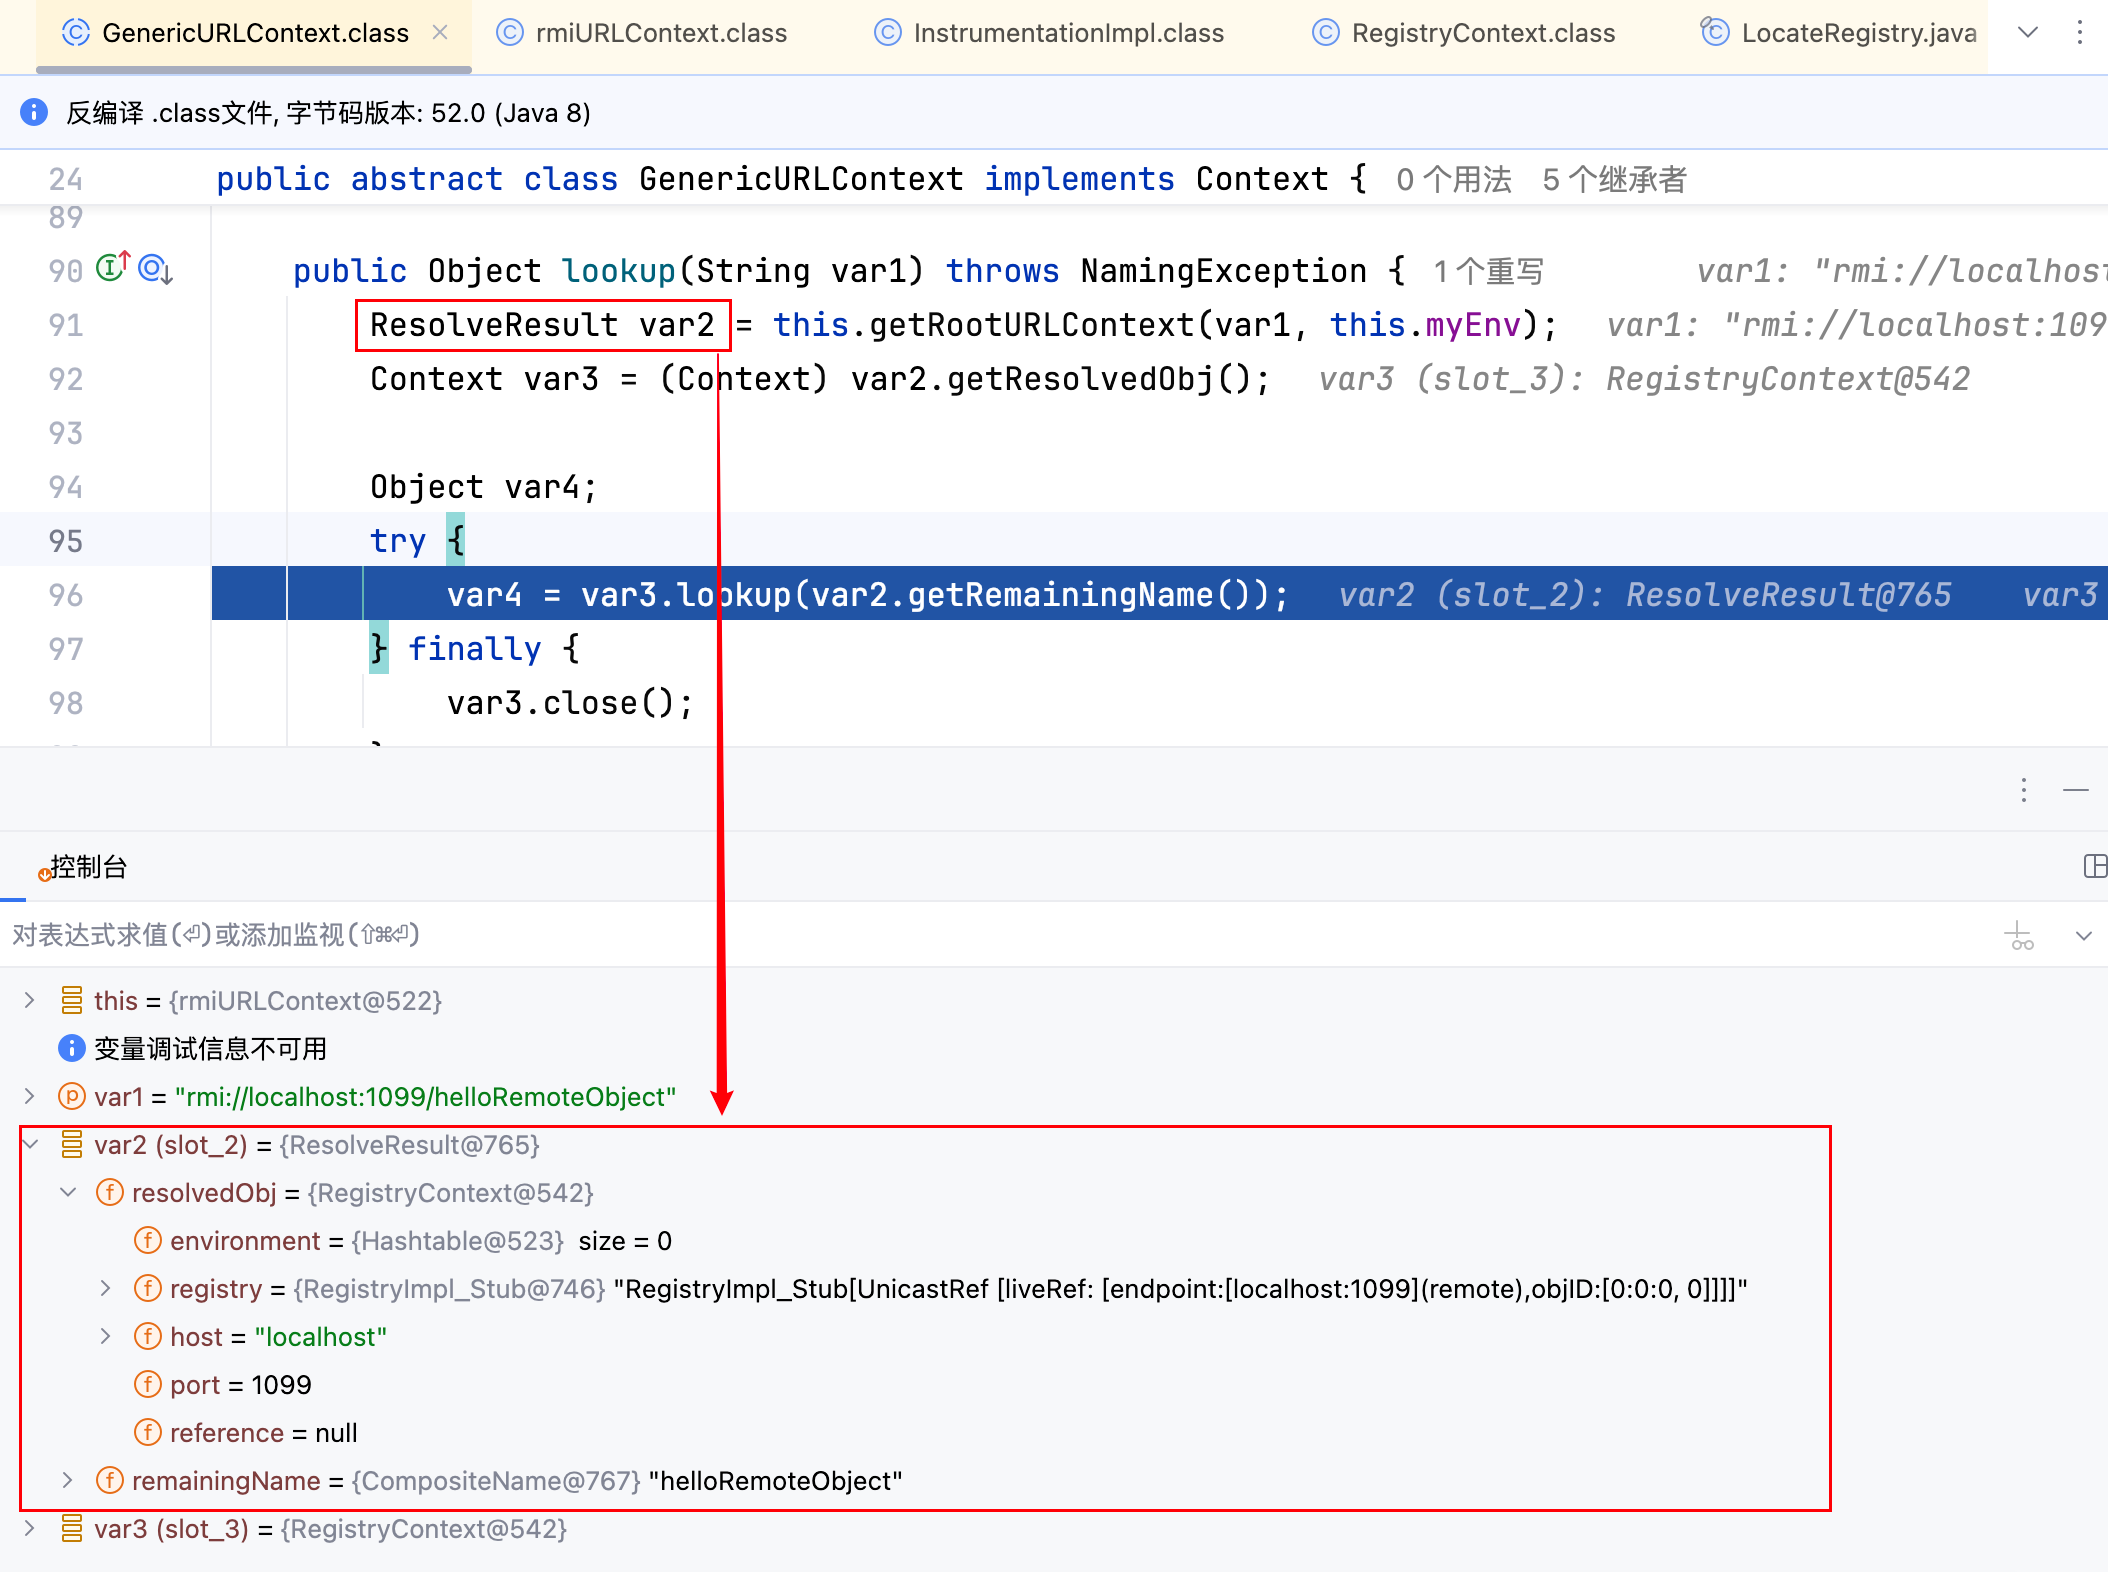 GenericURLContext.class
rmiURLContext.class
InstrumentationImpl.class
RegistryContext.class
LocateRegistry.java
反编译 .class文件, 字节码版本: 52.0 (Java 8)
24 public abstract class GenericURLContext implements Context { 0 个用法 5 个继承者
89
90 public Object lookup(String var1) throws NamingException { 1 个重写 var1: "rmi://localhost
91 ResolveResult var2 = this.getRootURLContext(var1, this.myEnv); var1: "rmi://localhost:109
92 Context var3 = (Context) var2.getResolvedObj(); var3 (slot_3): RegistryContext@542
93
94 Object var4;
95 try {
96 var4 = var3.lookup(var2.getRemainingName()); var2 (slot_2): ResolveResult@765 var3
97 } finally {
98 var3.close();
控制台
对表达式求值(⏎)或添加监视(⇧⌘⏎)
this = {rmiURLContext@522}
变量调试信息不可用
var1 = "rmi://localhost:1099/helloRemoteObject"
var2 (slot_2) = {ResolveResult@765}
resolvedObj = {RegistryContext@542}
environment = {Hashtable@523} size = 0
registry = {RegistryImpl_Stub@746} "RegistryImpl_Stub[UnicastRef [liveRef: [endpoint:[localhost:1099](remote),objID:[0:0:0, 0]]]]"
host = "localhost"
port = 1099
reference = null
remainingName = {CompositeName@767} "helloRemoteObject"
var3 (slot_3) = {RegistryContext@542}